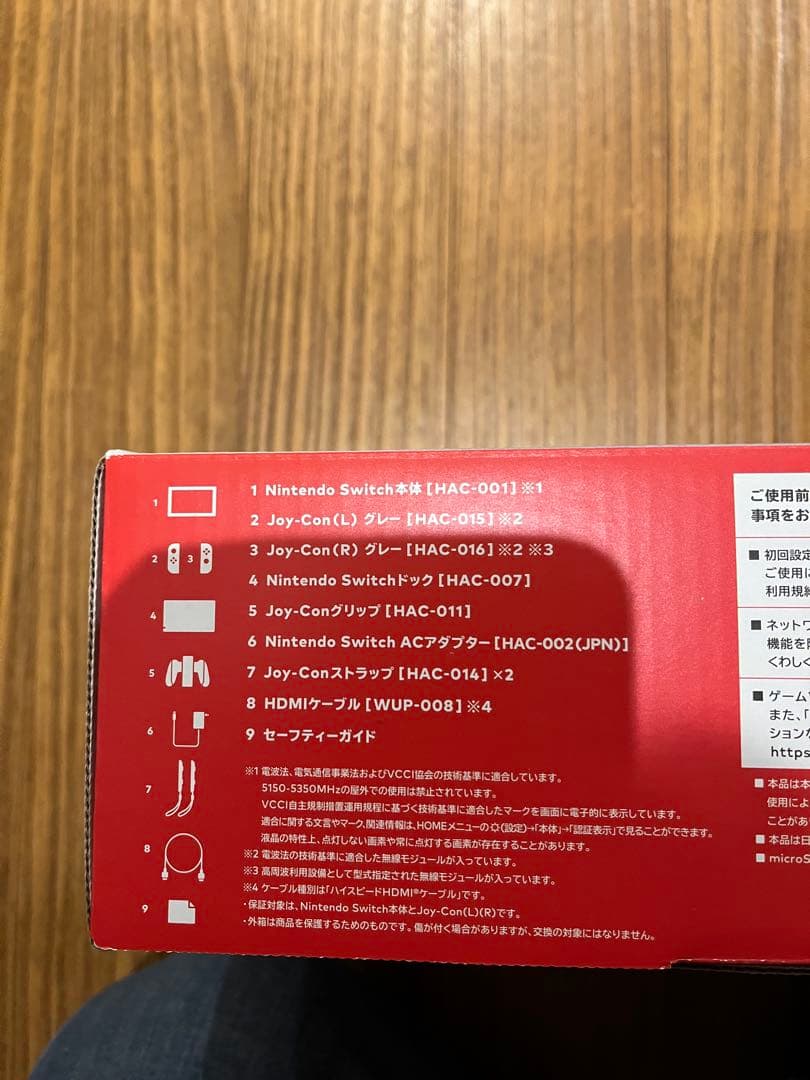 1 Nintendo Switch本体 [HAC-001] ※1
2 Joy-Con(L) グレー [HAC-015] ※2
3 Joy-Con(R) グレー [HAC-016] ※2 ※3
4 Nintendo Switchドック [HAC-007]
5 Joy-Conグリップ [HAC-011]
6 Nintendo Switch ACアダプター [HAC-002(JPN)]
7 Joy-Conストラップ [HAC-014] ×2
8 HDMIケーブル [WUP-008] ※4
9 セーフティーガイド
1
2
3
4
5
6
7
8
9
※1 電波法、電気通信事業法およびVCCI協会の技術基準に適合しています。
5150-5350MHzの屋外での使用は禁止されています。
VCCI自主規制措置運用規程に基づく技術基準に適合したマークを画面に電子的に表示しています。
適合に関する文言やマーク、関連情報は、HOMEメニューの(設定)→「本体」→「認証表示」で見ることができます。
液晶の特性上、点灯しない画素や常に点灯する画素が存在することがあります。
※2 電波法の技術基準に適合した無線モジュールが入っています。
※3 高周波利用設備として型式指定された無線モジュールが入っています。
※4 ケーブル種別は「ハイスピードHDMI®ケーブル」です。
・保証対象は、Nintendo Switch本体とJoy-Con(L)(R)です。
・外箱は商品を保護するためのものです。傷が付く場合がありますが、交換の対象にはなりません。
ご使用前
事項をお
■ 初回設定
ご使用に
利用規約
■ ネットワ
機能を
くわしく
■ ゲーム
また、「
ションな
https
■ 本品は本
使用によ
ことがあ
■ 本品は日
■ microS